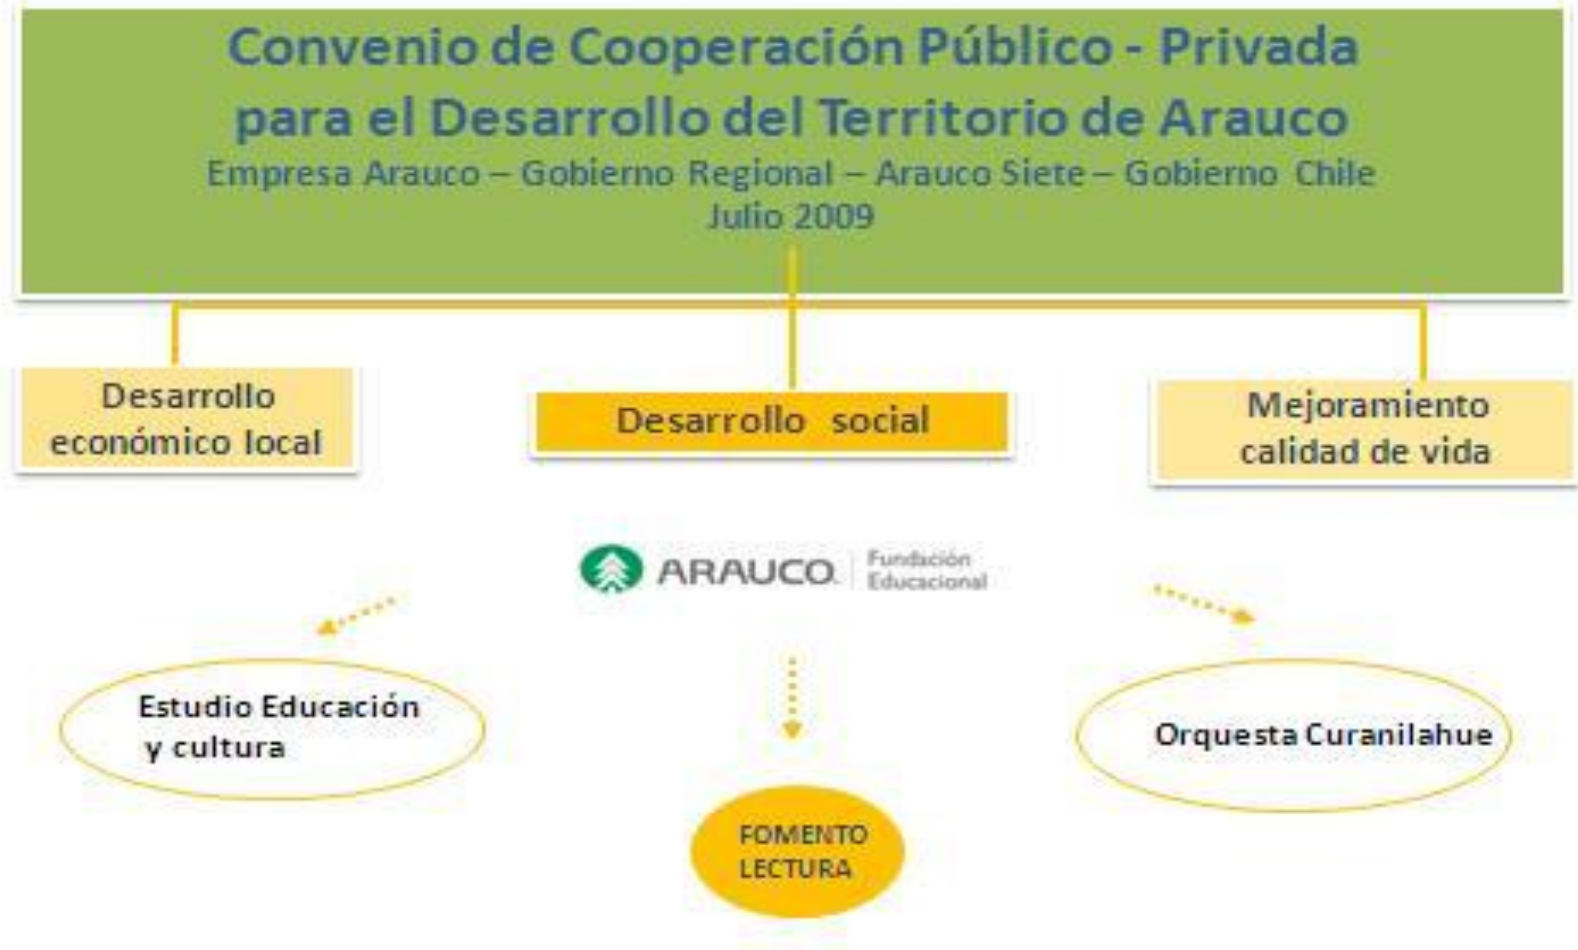 Convenio de Cooperación Público - Privada
para el Desarrollo del Territorio de Arauco
Empresa Arauco – Gobierno Regional – Arauco Siete – Gobierno Chile
Julio 2009
Desarrollo
económico local
Desarrollo social
Mejoramiento
calidad de vida
ARAUCO
Fundación
Educacional
Estudio Educación
y cultura
Orquesta Curanilahue
FOMENTO
LECTURA